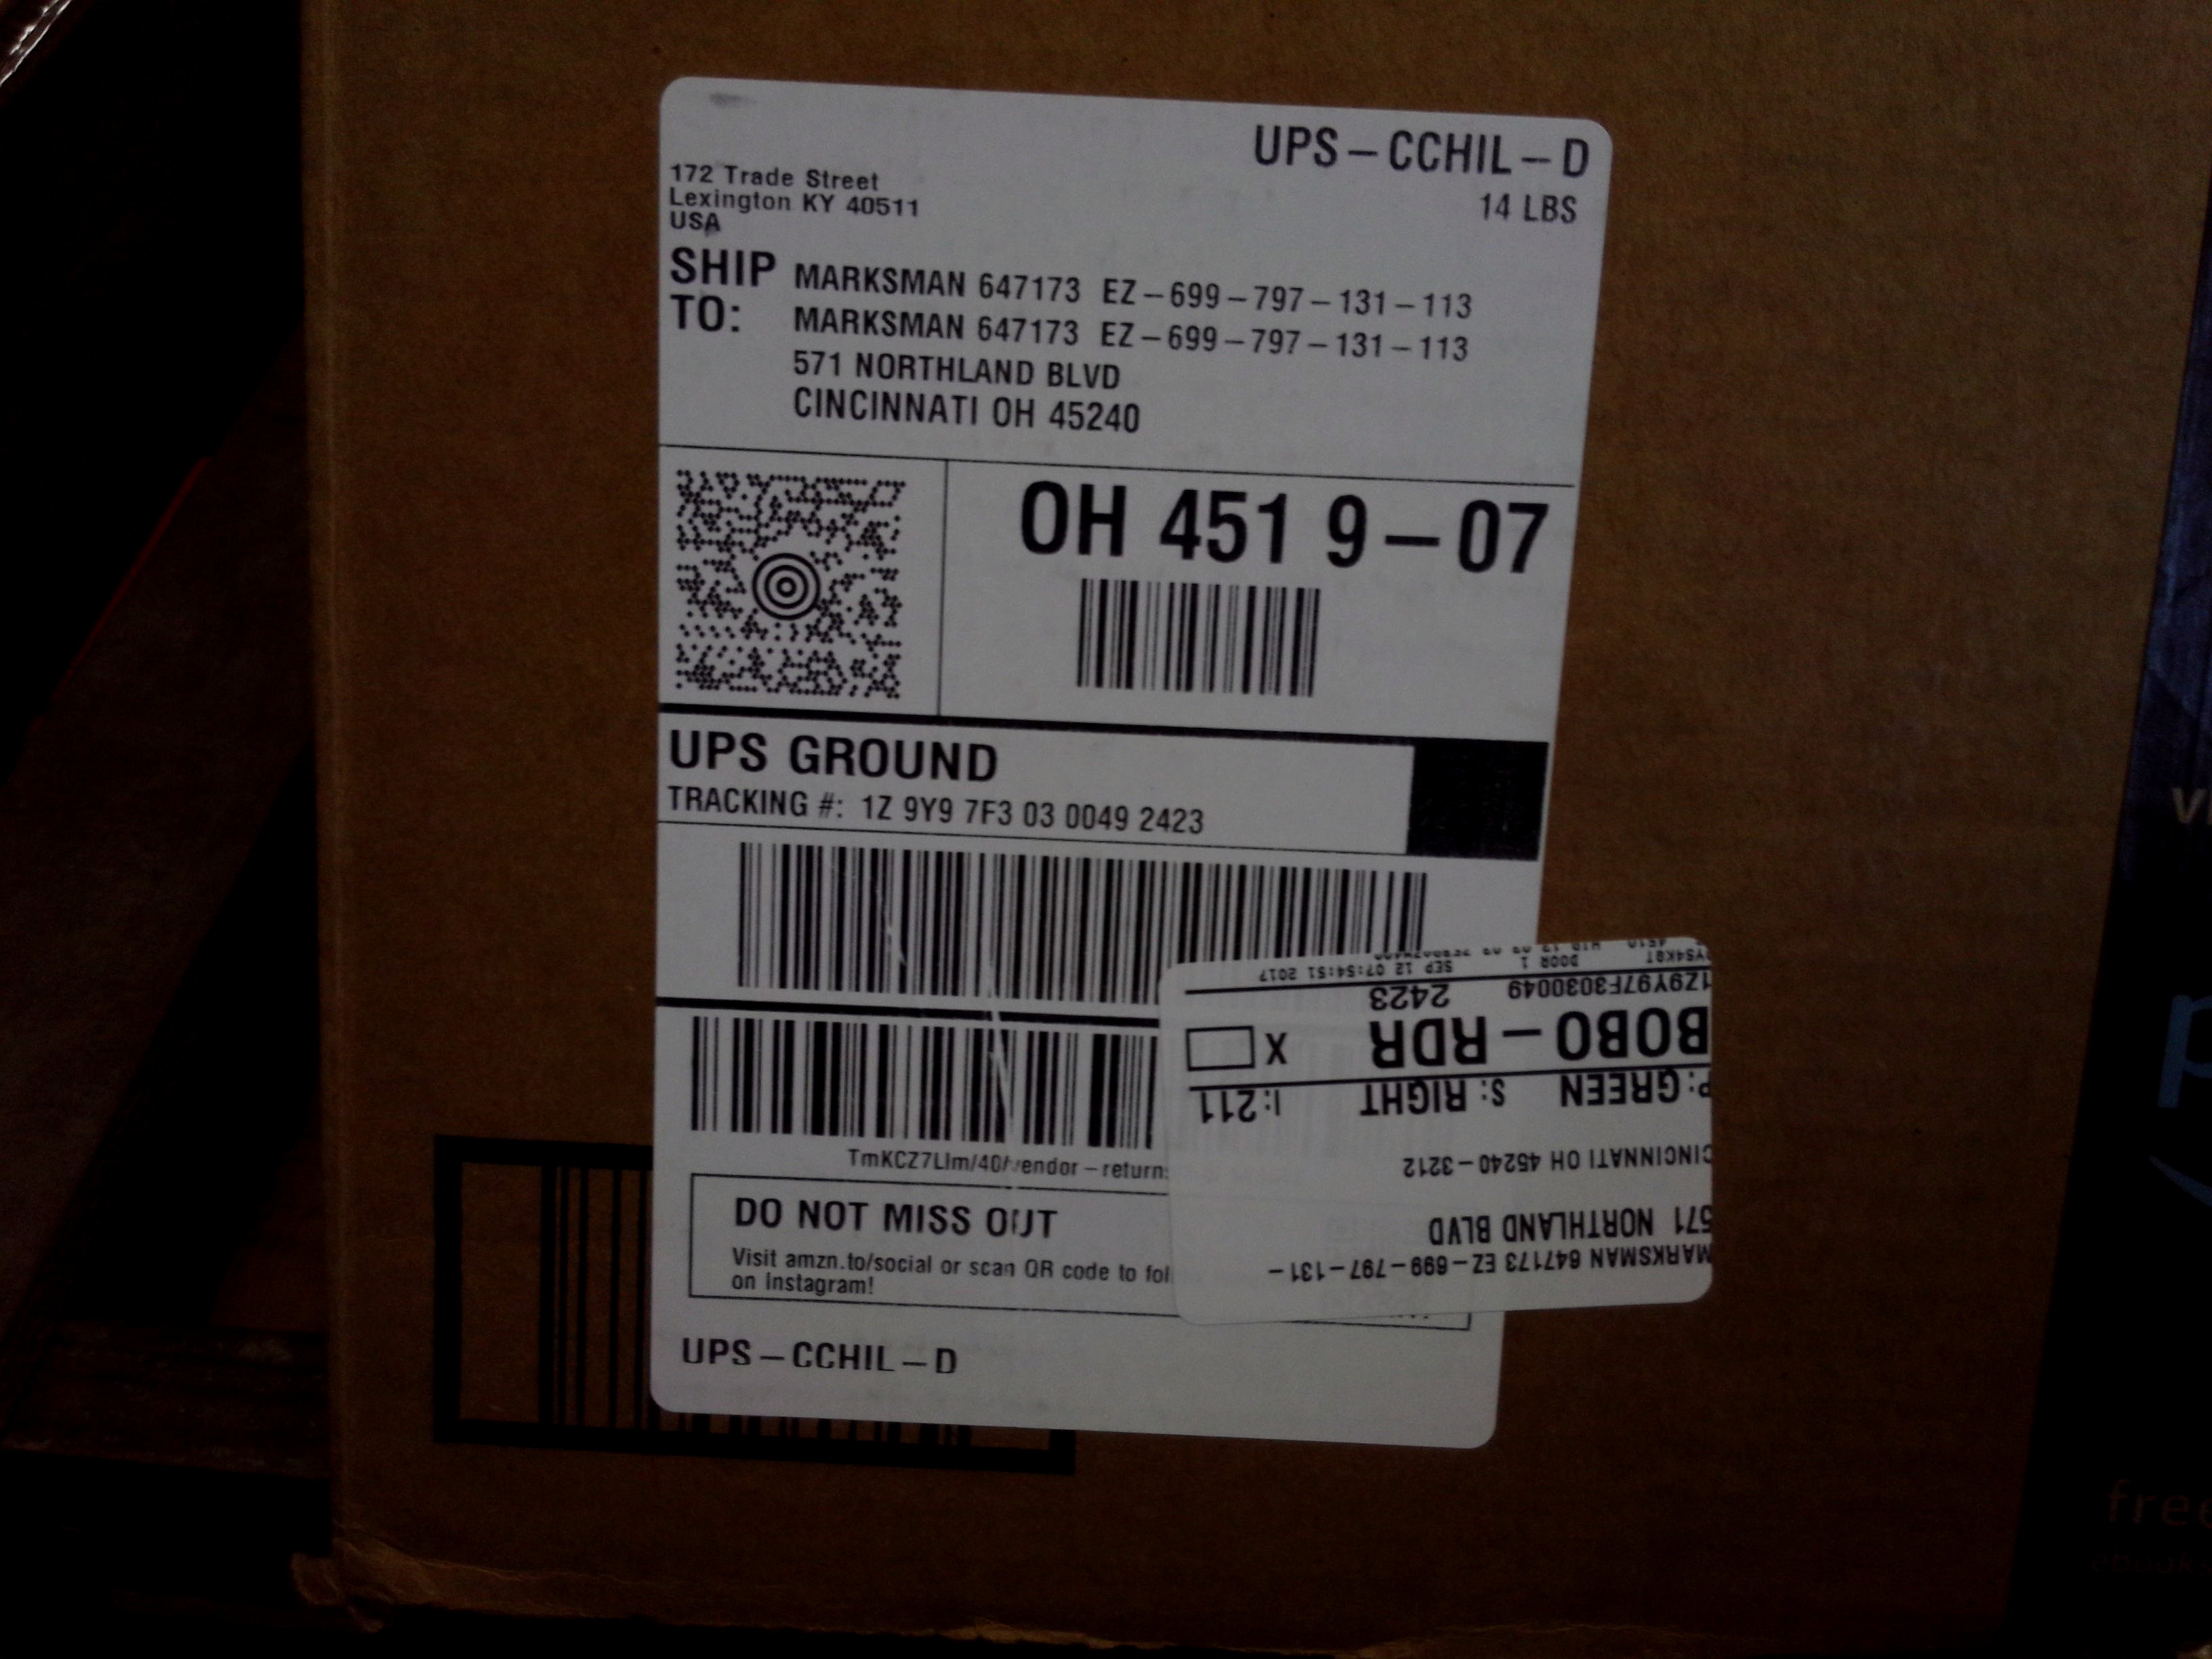 UPS – CCHIL – D
14 LBS
172 Trade Street
Lexington KY 40511
USA
SHIP TO:
MARKSMAN 647173 EZ – 699 – 797 – 131 – 113
MARKSMAN 647173 EZ – 699 – 797 – 131 – 113
571 NORTHLAND BLVD
CINCINNATI OH 45240
OH 451 9 – 07
UPS GROUND
TRACKING #: 1Z 9Y9 7F3 03 0049 2423
DO NOT MISS OUT
Visit amzn.to/social or scan QR code to fol
on Instagram!
UPS – CCHIL – D
MARKSMAN 647173 EZ – 699 – 797 – 131 –
571 NORTHLAND BLVD
CINCINNATI OH 45240 – 3212
P: GREEN S: RIGHT I: 211
BOBO – RDR X
1Z9Y97F3030049 2423
DOOR 1 SEP 12 07:54:51 2017
free